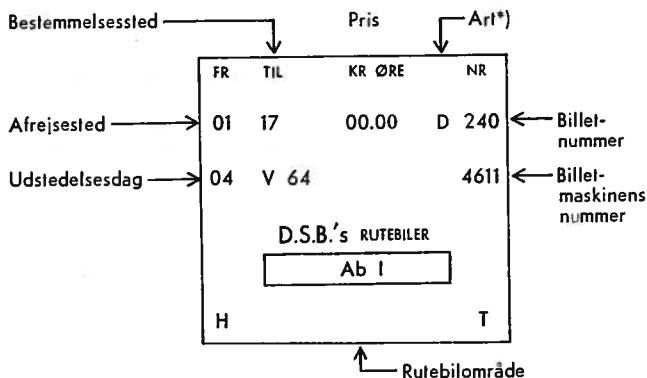 Bestemmelsessted Pris Art*)
FR TIL KR ØRE NR
Afrejsested 01 17 00.00 D 240 Billet-
nummer
Udstedelsesdag 04 V 64 4611 Billet-
maskinens
nummer
D.S.B.'s RUTEBILER
Ab I
H T
Rutebilområde